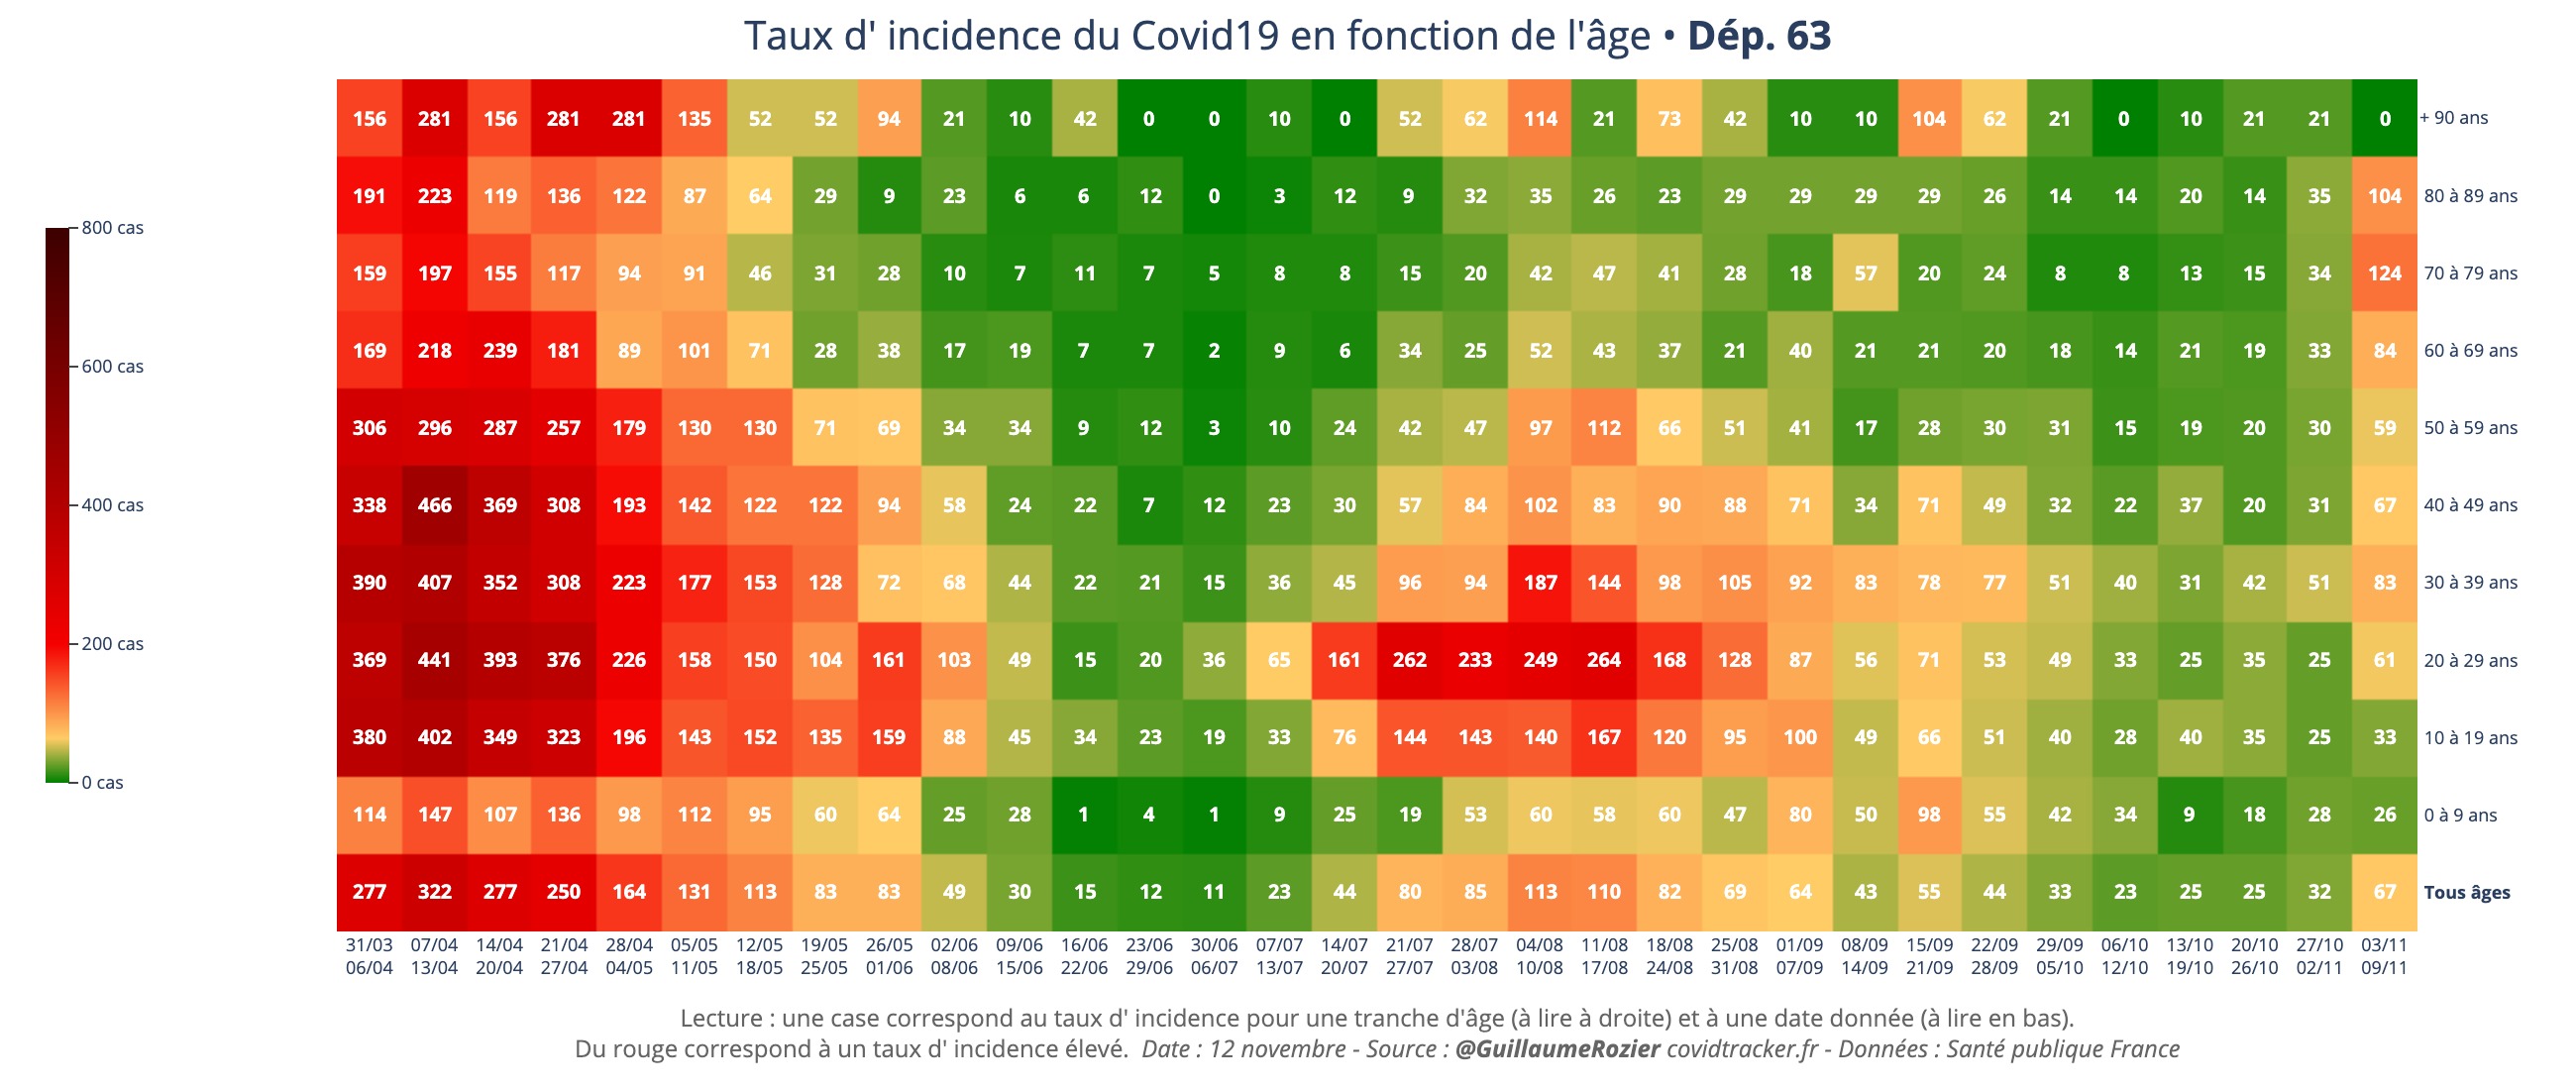 Taux d' incidence du Covid19 en fonction de l'âge • Dép. 63
800 cas
600 cas
400 cas
200 cas
0 cas
156 281 156 281 281 135 52 52 94 21 10 42 0 0 10 0 52 62 114 21 73 42 10 10 104 62 21 0 10 21 21 0 + 90 ans
191 223 119 136 122 87 64 29 9 23 6 6 12 0 3 12 9 32 35 26 23 29 29 29 29 26 14 14 20 14 35 104 80 à 89 ans
159 197 155 117 94 91 46 31 28 10 7 11 7 5 8 8 15 20 42 47 41 28 18 57 20 24 8 8 13 15 34 124 70 à 79 ans
169 218 239 181 89 101 71 28 38 17 19 7 7 2 9 6 34 25 52 43 37 21 40 21 21 20 18 14 21 19 33 84 60 à 69 ans
306 296 287 257 179 130 130 71 69 34 34 9 12 3 10 24 42 47 97 112 66 51 41 17 28 30 31 15 19 20 30 59 50 à 59 ans
338 466 369 308 193 142 122 122 94 58 24 22 7 12 23 30 57 84 102 83 90 88 71 34 71 49 32 22 37 20 31 67 40 à 49 ans
390 407 352 308 223 177 153 128 72 68 44 22 21 15 36 45 96 94 187 144 98 105 92 83 78 77 51 40 31 42 51 83 30 à 39 ans
369 441 393 376 226 158 150 104 161 103 49 15 20 36 65 161 262 233 249 264 168 128 87 56 71 53 49 33 25 35 25 61 20 à 29 ans
380 402 349 323 196 143 152 135 159 88 45 34 23 19 33 76 144 143 140 167 120 95 100 49 66 51 40 28 40 35 25 33 10 à 19 ans
114 147 107 136 98 112 95 60 64 25 28 1 4 1 9 25 19 53 60 58 60 47 80 50 98 55 42 34 9 18 28 26 0 à 9 ans
277 322 277 250 164 131 113 83 83 49 30 15 12 11 23 44 80 85 113 110 82 69 64 43 55 44 33 23 25 25 32 67 Tous âges
31/03 07/04 14/04 21/04 28/04 05/05 12/05 19/05 26/05 02/06 09/06 16/06 23/06 30/06 07/07 14/07 21/07 28/07 04/08 11/08 18/08 25/08 01/09 08/09 15/09 22/09 29/09 06/10 13/10 20/10 27/10 03/11
06/04 13/04 20/04 27/04 04/05 11/05 18/05 25/05 01/06 08/06 15/06 22/06 29/06 06/07 13/07 20/07 27/07 03/08 10/08 17/08 24/08 31/08 07/09 14/09 21/09 28/09 05/10 12/10 19/10 26/10 02/11 09/11
Lecture : une case correspond au taux d' incidence pour une tranche d'âge (à lire à droite) et à une date donnée (à lire en bas).
Du rouge correspond à un taux d' incidence élevé. Date : 12 novembre - Source : @GuillaumeRozier covidtracker.fr - Données : Santé publique France